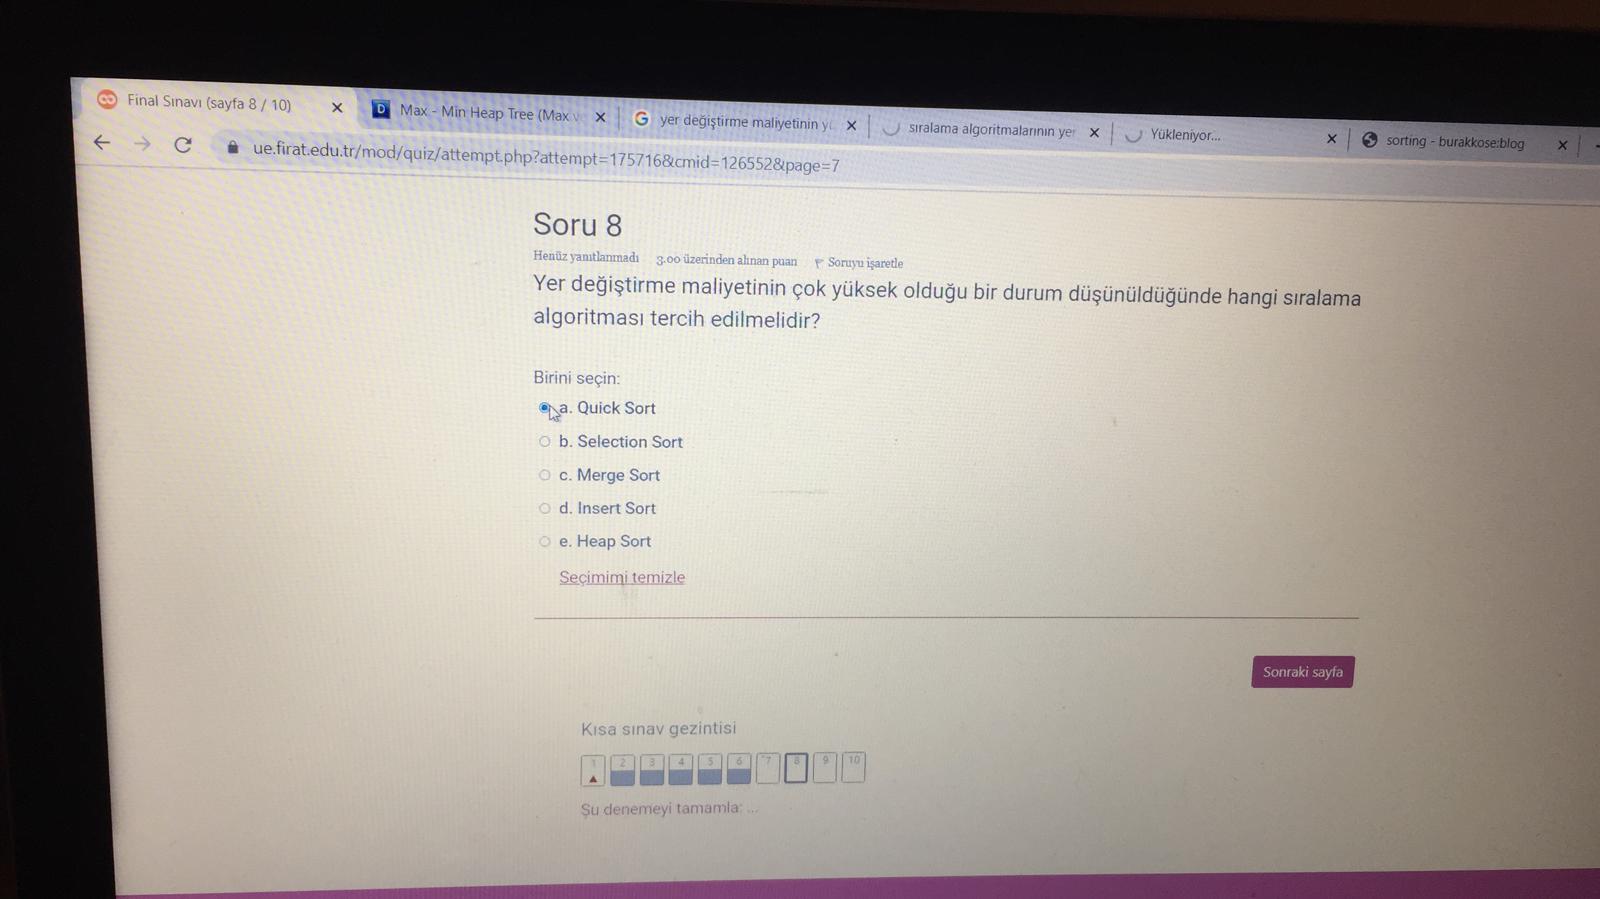 Final Sınavı (sayfa 8 / 10)
Max - Min Heap Tree (Max v
yer değiştirme maliyetinin yü
sıralama algoritmalarının yer
Yükleniyor...
sorting - burakkose:blog
ue.firat.edu.tr/mod/quiz/attempt.php?attempt=175716&cmid=126552&page=7
Soru 8
Henüz yanıtlanmadı 3.00 üzerinden alınan puan Soruyu işaretle
Yer değiştirme maliyetinin çok yüksek olduğu bir durum düşünüldüğünde hangi sıralama
algoritması tercih edilmelidir?
Birini seçin:
a. Quick Sort
b. Selection Sort
c. Merge Sort
d. Insert Sort
e. Heap Sort
Seçimimi temizle
Sonraki sayfa
Kısa sınav gezintisi
1 2 3 4 5 6 7 8 9 10
Şu denemeyi tamamla: ...